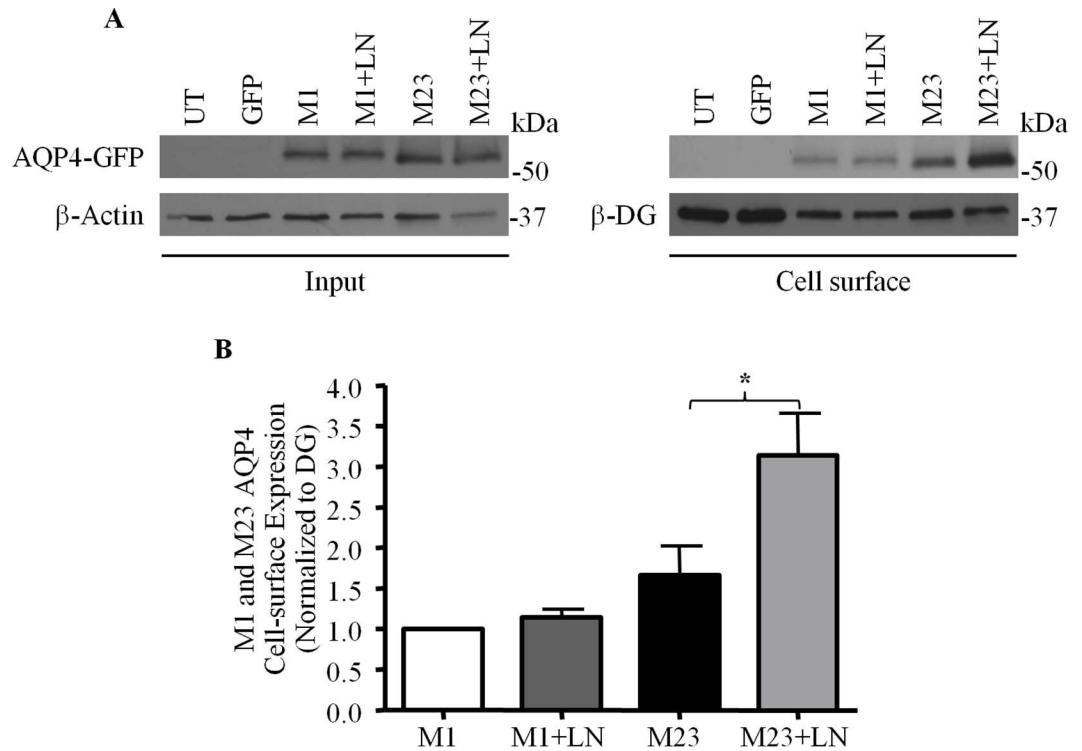 A
UT GFP M1 M1+LN M23 M23+LN kDa
AQP4-GFP
-50
β-Actin
-37
Input
UT GFP M1 M1+LN M23 M23+LN kDa
-50
β-DG
-37
Cell surface
B
M1 and M23 AQP4
Cell-surface Expression
(Normalized to DG)
4.0
3.5
3.0
2.5
2.0
1.5
1.0
0.5
0.0
*
M1 M1+LN M23 M23+LN